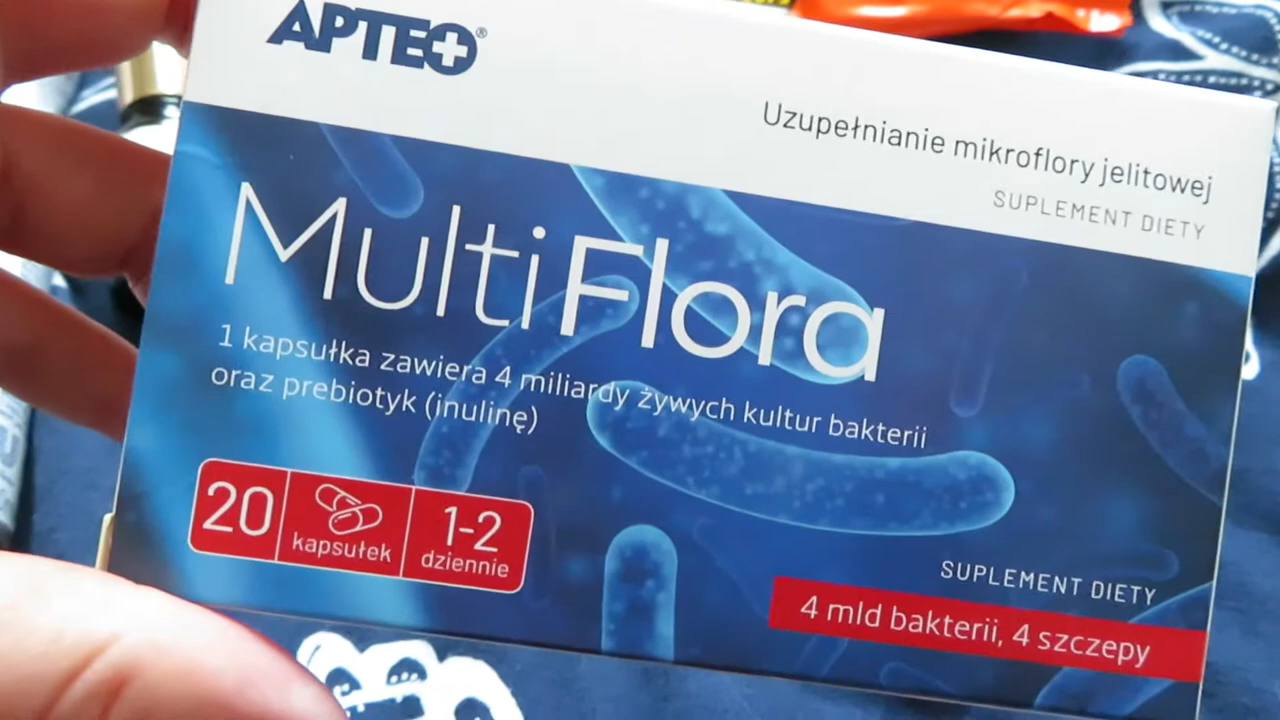 APTEO®
Uzupełnianie mikroflory jelitowej
SUPLEMENT DIETY
MultiFlora
1 kapsułka zawiera 4 miliardy żywych kultur bakterii
oraz prebiotyk (inulinę)
20 kapsułek
1-2 dziennie
SUPLEMENT DIETY
4 mld bakterii, 4 szczepy